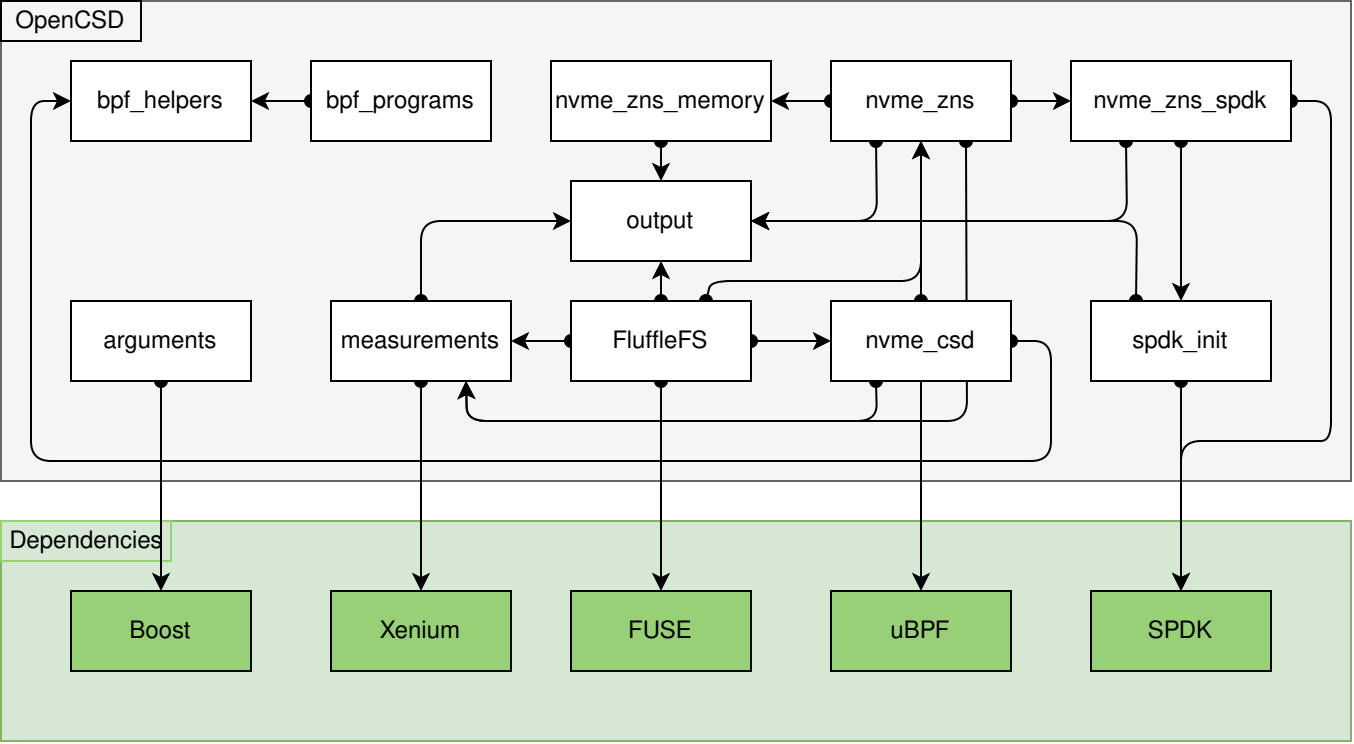 OpenCSD
bpf_helpers
bpf_programs
nvme_zns_memory
nvme_zns
nvme_zns_spdk
output
arguments
measurements
FluffleFS
nvme_csd
spdk_init
Dependencies
Boost
Xenium
FUSE
uBPF
SPDK